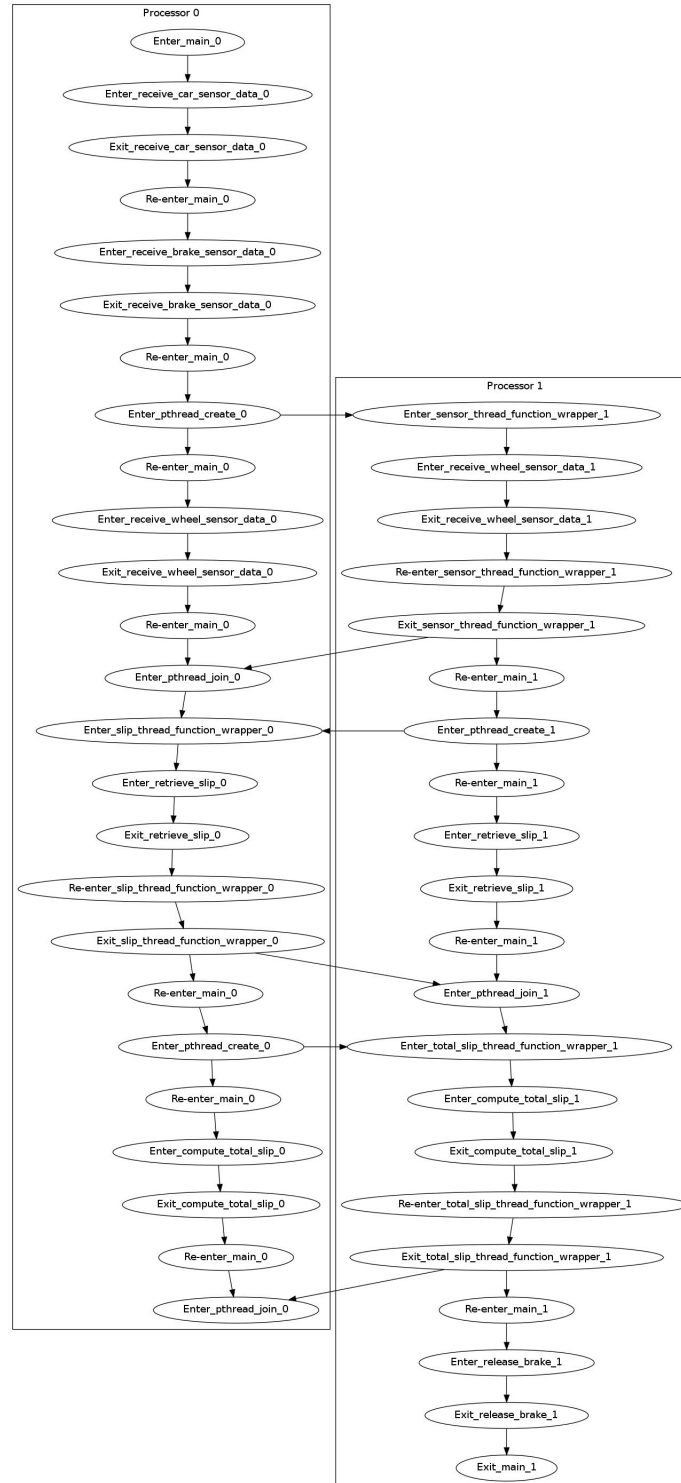 Processor 0
Enter_main_0
Enter_receive_car_sensor_data_0
Exit_receive_car_sensor_data_0
Re-enter_main_0
Enter_receive_brake_sensor_data_0
Exit_receive_brake_sensor_data_0
Re-enter_main_0
Enter_pthread_create_0
Re-enter_main_0
Enter_receive_wheel_sensor_data_0
Exit_receive_wheel_sensor_data_0
Re-enter_main_0
Enter_pthread_join_0
Enter_slip_thread_function_wrapper_0
Enter_retrieve_slip_0
Exit_retrieve_slip_0
Re-enter_slip_thread_function_wrapper_0
Exit_slip_thread_function_wrapper_0
Re-enter_main_0
Enter_pthread_create_0
Re-enter_main_0
Enter_compute_total_slip_0
Exit_compute_total_slip_0
Re-enter_main_0
Enter_pthread_join_0
Processor 1
Enter_sensor_thread_function_wrapper_1
Enter_receive_wheel_sensor_data_1
Exit_receive_wheel_sensor_data_1
Re-enter_sensor_thread_function_wrapper_1
Exit_sensor_thread_function_wrapper_1
Re-enter_main_1
Enter_pthread_create_1
Re-enter_main_1
Enter_retrieve_slip_1
Exit_retrieve_slip_1
Re-enter_main_1
Enter_pthread_join_1
Enter_total_slip_thread_function_wrapper_1
Enter_compute_total_slip_1
Exit_compute_total_slip_1
Re-enter_total_slip_thread_function_wrapper_1
Exit_total_slip_thread_function_wrapper_1
Re-enter_main_1
Enter_release_brake_1
Exit_release_brake_1
Exit_main_1